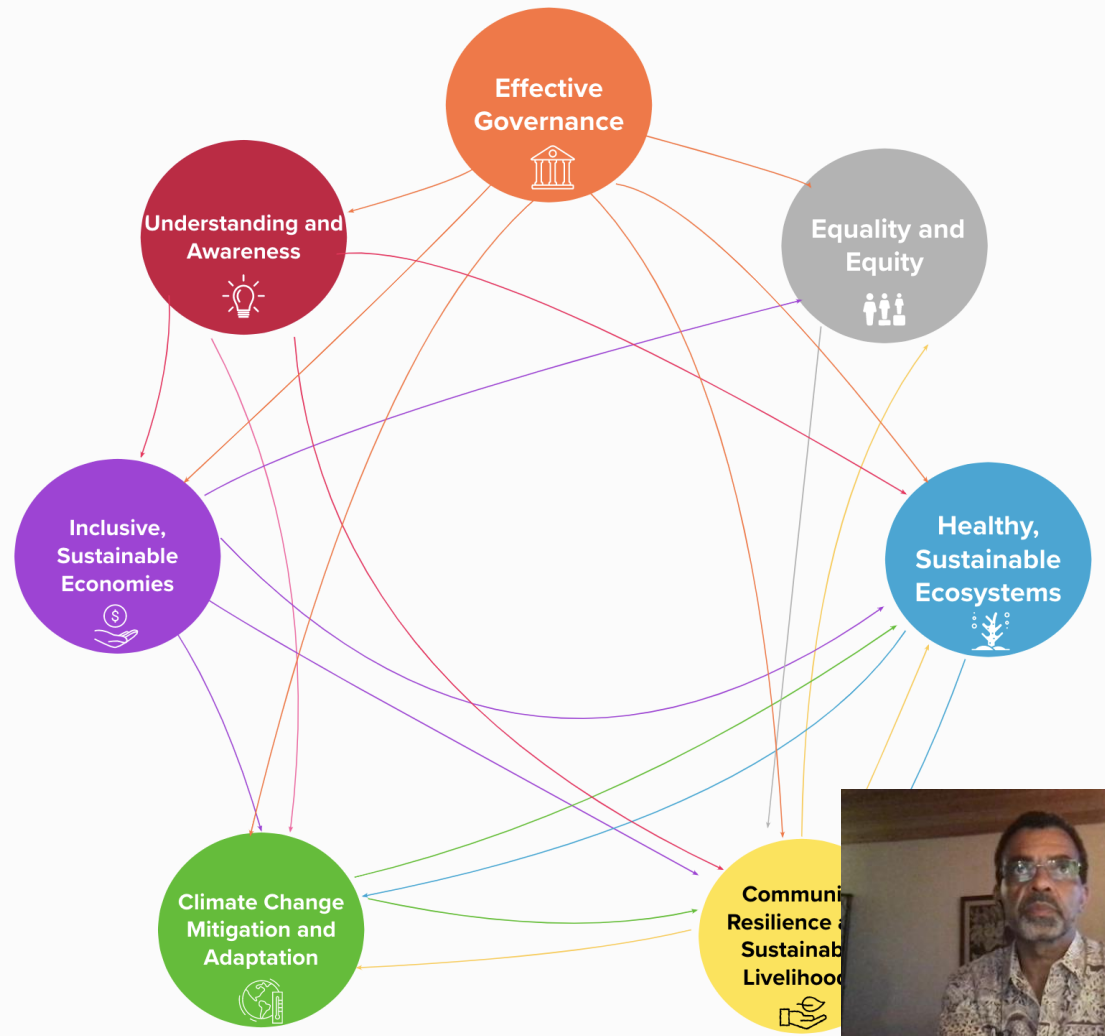 Effective
Governance
Understanding and
Awareness
Equality and
Equity
Inclusive,
Sustainable
Economies
$
Healthy,
Sustainable
Ecosystems
Climate Change
Mitigation and
Adaptation
Resilience